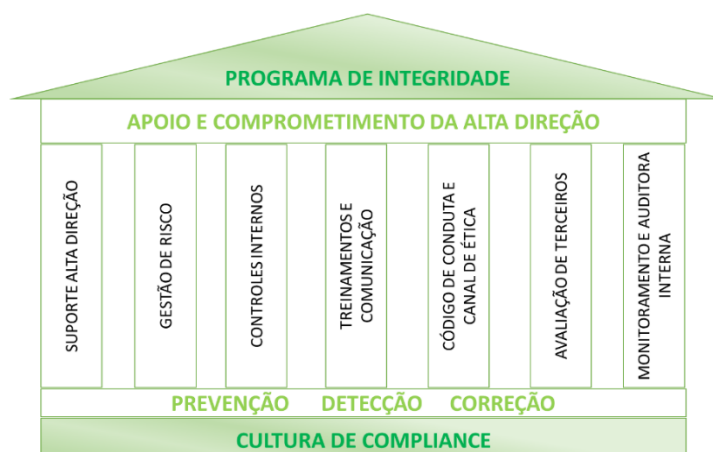 PROGRAMA DE INTEGRIDADE
APOIO E COMPROMETIMENTO DA ALTA DIREÇÃO
SUPORTE ALTA DIREÇÃO
GESTÃO DE RISCO
CONTROLES INTERNOS
TREINAMENTOS E
COMUNICAÇÃO
CÓDIGO DE CONDUTA E
CANAL DE ÉTICA
AVALIAÇÃO DE TERCEIROS
MONITORAMENTO E AUDITORA
INTERNA
PREVENÇÃO DETECÇÃO CORREÇÃO
CULTURA DE COMPLIANCE